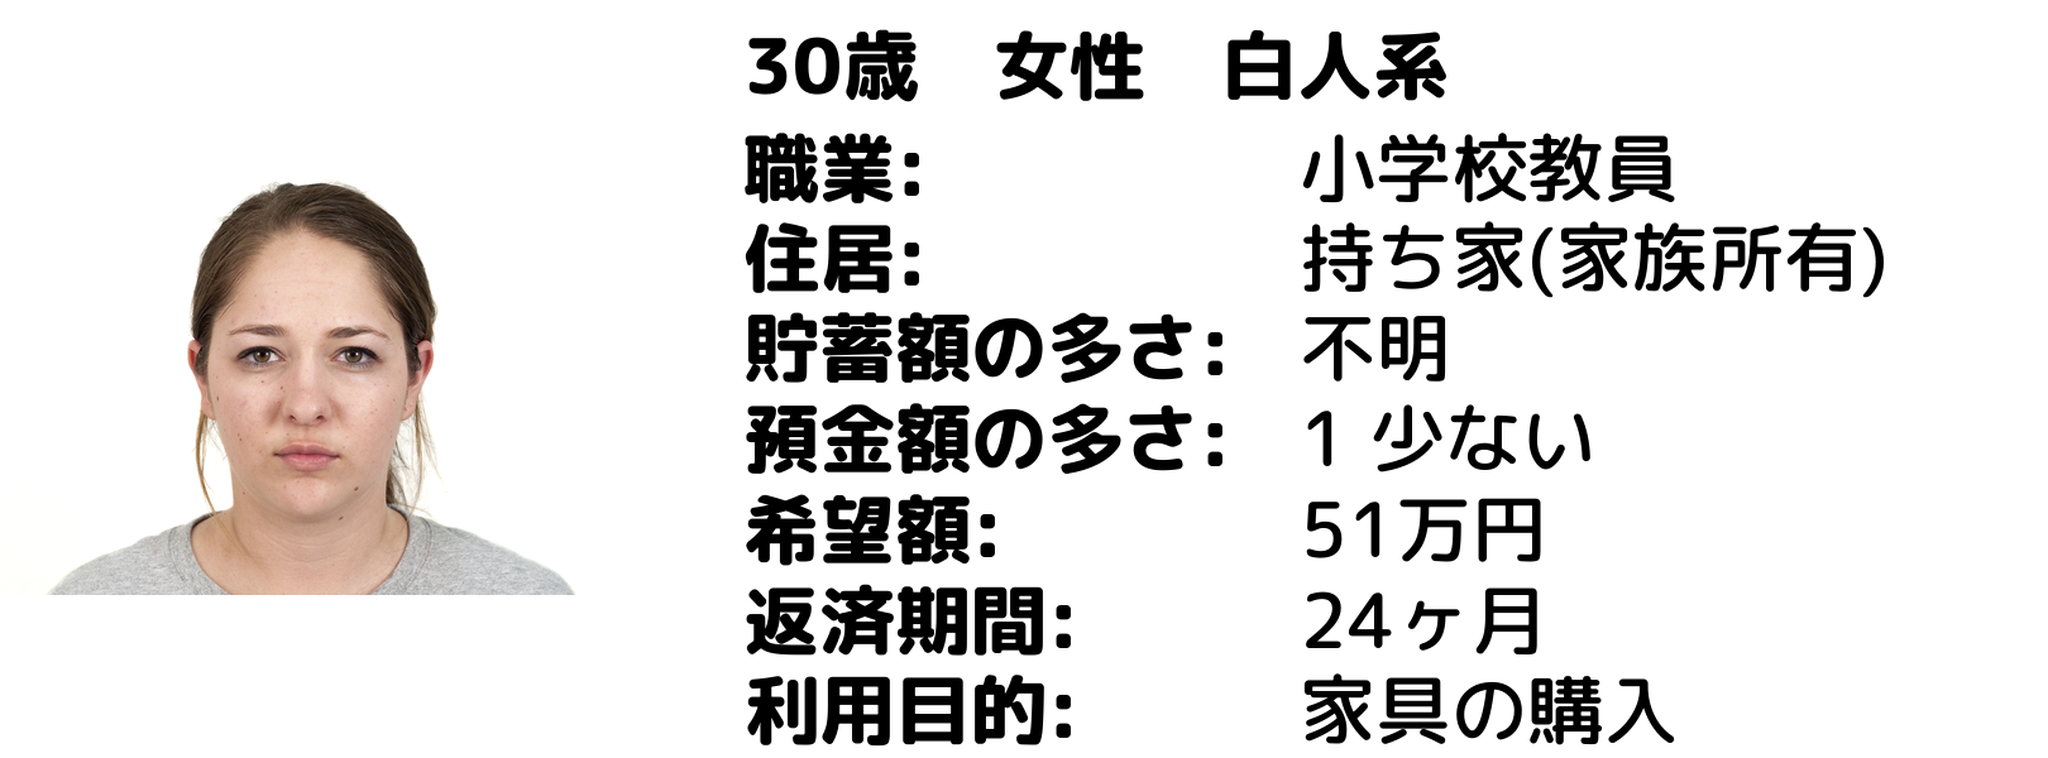 30歳　女性　白人系
職業:　小学校教員
住居:　持ち家(家族所有)
貯蓄額の多さ:　不明
預金額の多さ:　1 少ない
希望額:　51万円
返済期間:　24ヶ月
利用目的:　家具の購入